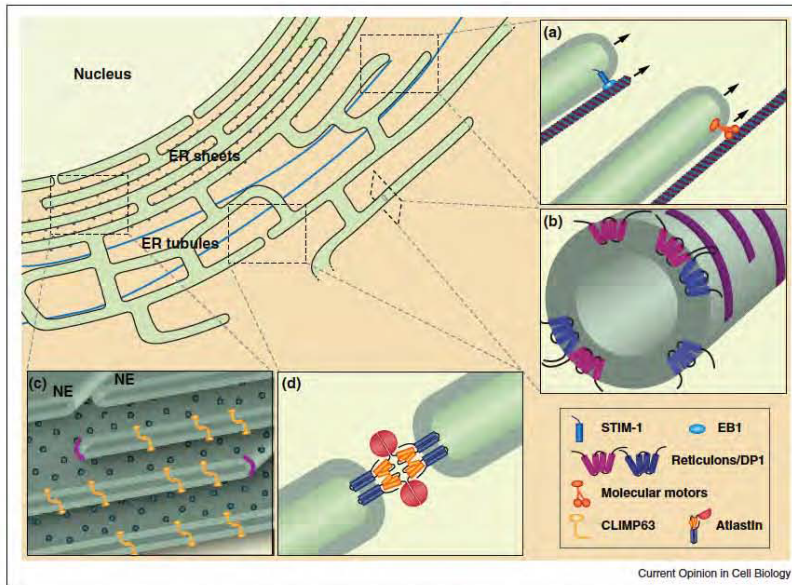 Nucleus
ER sheets
ER tubules
(a)
(b)
(c)
NE
NE
(d)
STIM-1
EB1
Reticulons/DP1
Molecular motors
CLIMP63
Atlastin
Current Opinion in Cell Biology